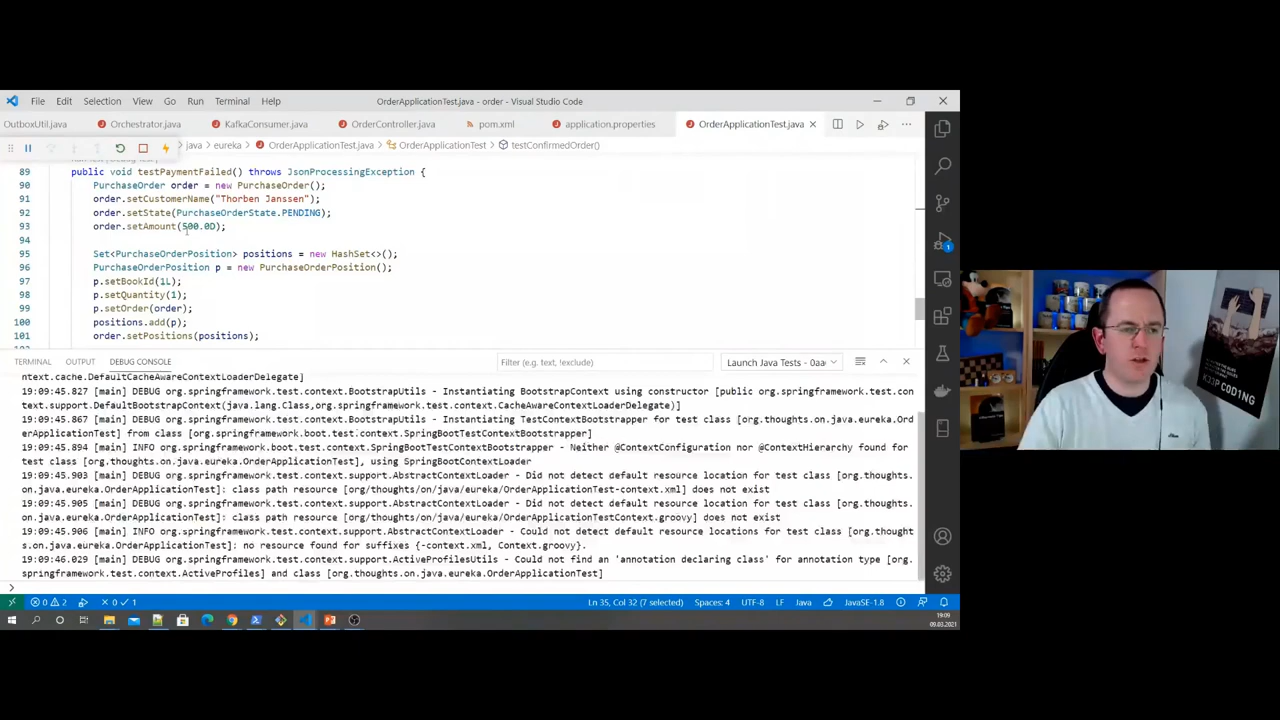 File Edit Selection View Go Run Terminal Help OrderApplicationTest.java - order - Visual Studio Code
OutboxUtil.java Orchestrator.java KafkaConsumer.java OrderController.java pom.xml application.properties OrderApplicationTest.java
java eureka OrderApplicationTest.java OrderApplicationTest testConfirmedOrder()
89 public void testPaymentFailed() throws JsonProcessingException {
90 PurchaseOrder order = new PurchaseOrder();
91 order.setCustomerName("Thorben Janssen");
92 order.setState(PurchaseOrderState.PENDING);
93 order.setAmount(500.0D);
94
95 Set<PurchaseOrderPosition> positions = new HashSet<>();
96 PurchaseOrderPosition p = new PurchaseOrderPosition();
97 p.setBookId(1L);
98 p.setQuantity(1);
99 p.setOrder(order);
100 positions.add(p);
101 order.setPositions(positions);
TERMINAL OUTPUT DEBUG CONSOLE Filter (e.g. text, !exclude) Launch Java Tests - 0aa
ntext.cache.DefaultCacheAwareContextLoaderDelegate]
19:09:45.827 [main] DEBUG org.springframework.test.context.BootstrapUtils - Instantiating BootstrapContext using constructor [public org.springframework.test.con
text.support.DefaultBootstrapContext(java.lang.Class,org.springframework.test.context.CacheAwareContextLoaderDelegate)]
19:09:45.867 [main] DEBUG org.springframework.test.context.BootstrapUtils - Instantiating TestContextBootstrapper for test class [org.thoughts.on.java.eureka.Ord
erApplicationTest] from class [org.springframework.boot.test.context.SpringBootTestContextBootstrapper]
19:09:45.894 [main] INFO org.springframework.boot.test.context.SpringBootTestContextBootstrapper - Neither @ContextConfiguration nor @ContextHierarchy found for
test class [org.thoughts.on.java.eureka.OrderApplicationTest], using SpringBootContextLoader
19:09:45.903 [main] DEBUG org.springframework.test.context.support.AbstractContextLoader - Did not detect default resource location for test class [org.thoughts.
on.java.eureka.OrderApplicationTest]: class path resource [org/thoughts/on/java/eureka/OrderApplicationTest-context.xml] does not exist
19:09:45.905 [main] DEBUG org.springframework.test.context.support.AbstractContextLoader - Did not detect default resource location for test class [org.thoughts.
on.java.eureka.OrderApplicationTest]: class path resource [org/thoughts/on/java/eureka/OrderApplicationTestContext.groovy] does not exist
19:09:45.906 [main] INFO org.springframework.test.context.support.AbstractContextLoader - Could not detect default resource locations for test class [org.thought
s.on.java.eureka.OrderApplicationTest]: no resource found for suffixes {-context.xml, Context.groovy}.
19:09:46.029 [main] DEBUG org.springframework.test.context.support.ActiveProfilesUtils - Could not find an 'annotation declaring class' for annotation type [org.
springframework.test.context.ActiveProfiles] and class [org.thoughts.on.java.eureka.OrderApplicationTest]
0 2 0 1 Ln 35, Col 32 (7 selected) Spaces: 4 UTF-8 LF Java JavaSE-1.8
19:09
09.03.2021
1
K33P
COD1NG